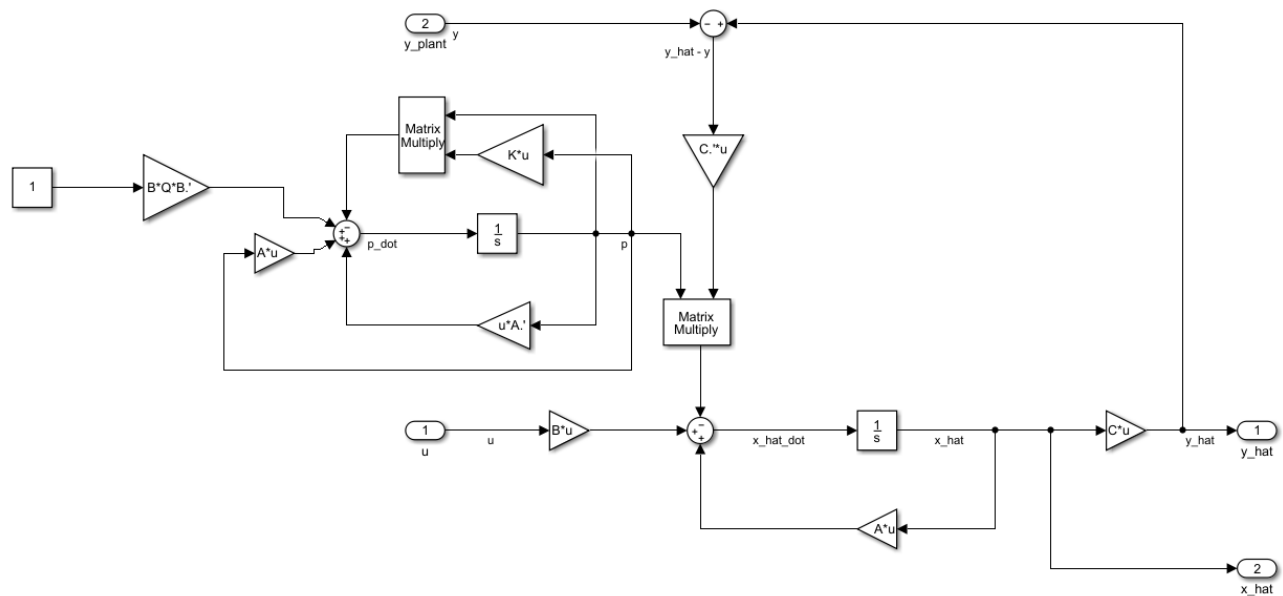 2
y_plant
y
− +
y_hat - y
Matrix
Multiply
K*u
C.'*u
1
B*Q*B.'
+ −
+ +
p_dot
1
s
p
A*u
u*A.'
Matrix
Multiply
1
u
u
B*u
−
+ +
x_hat_dot
1
s
x_hat
C*u
y_hat
1
y_hat
A*u
2
x_hat